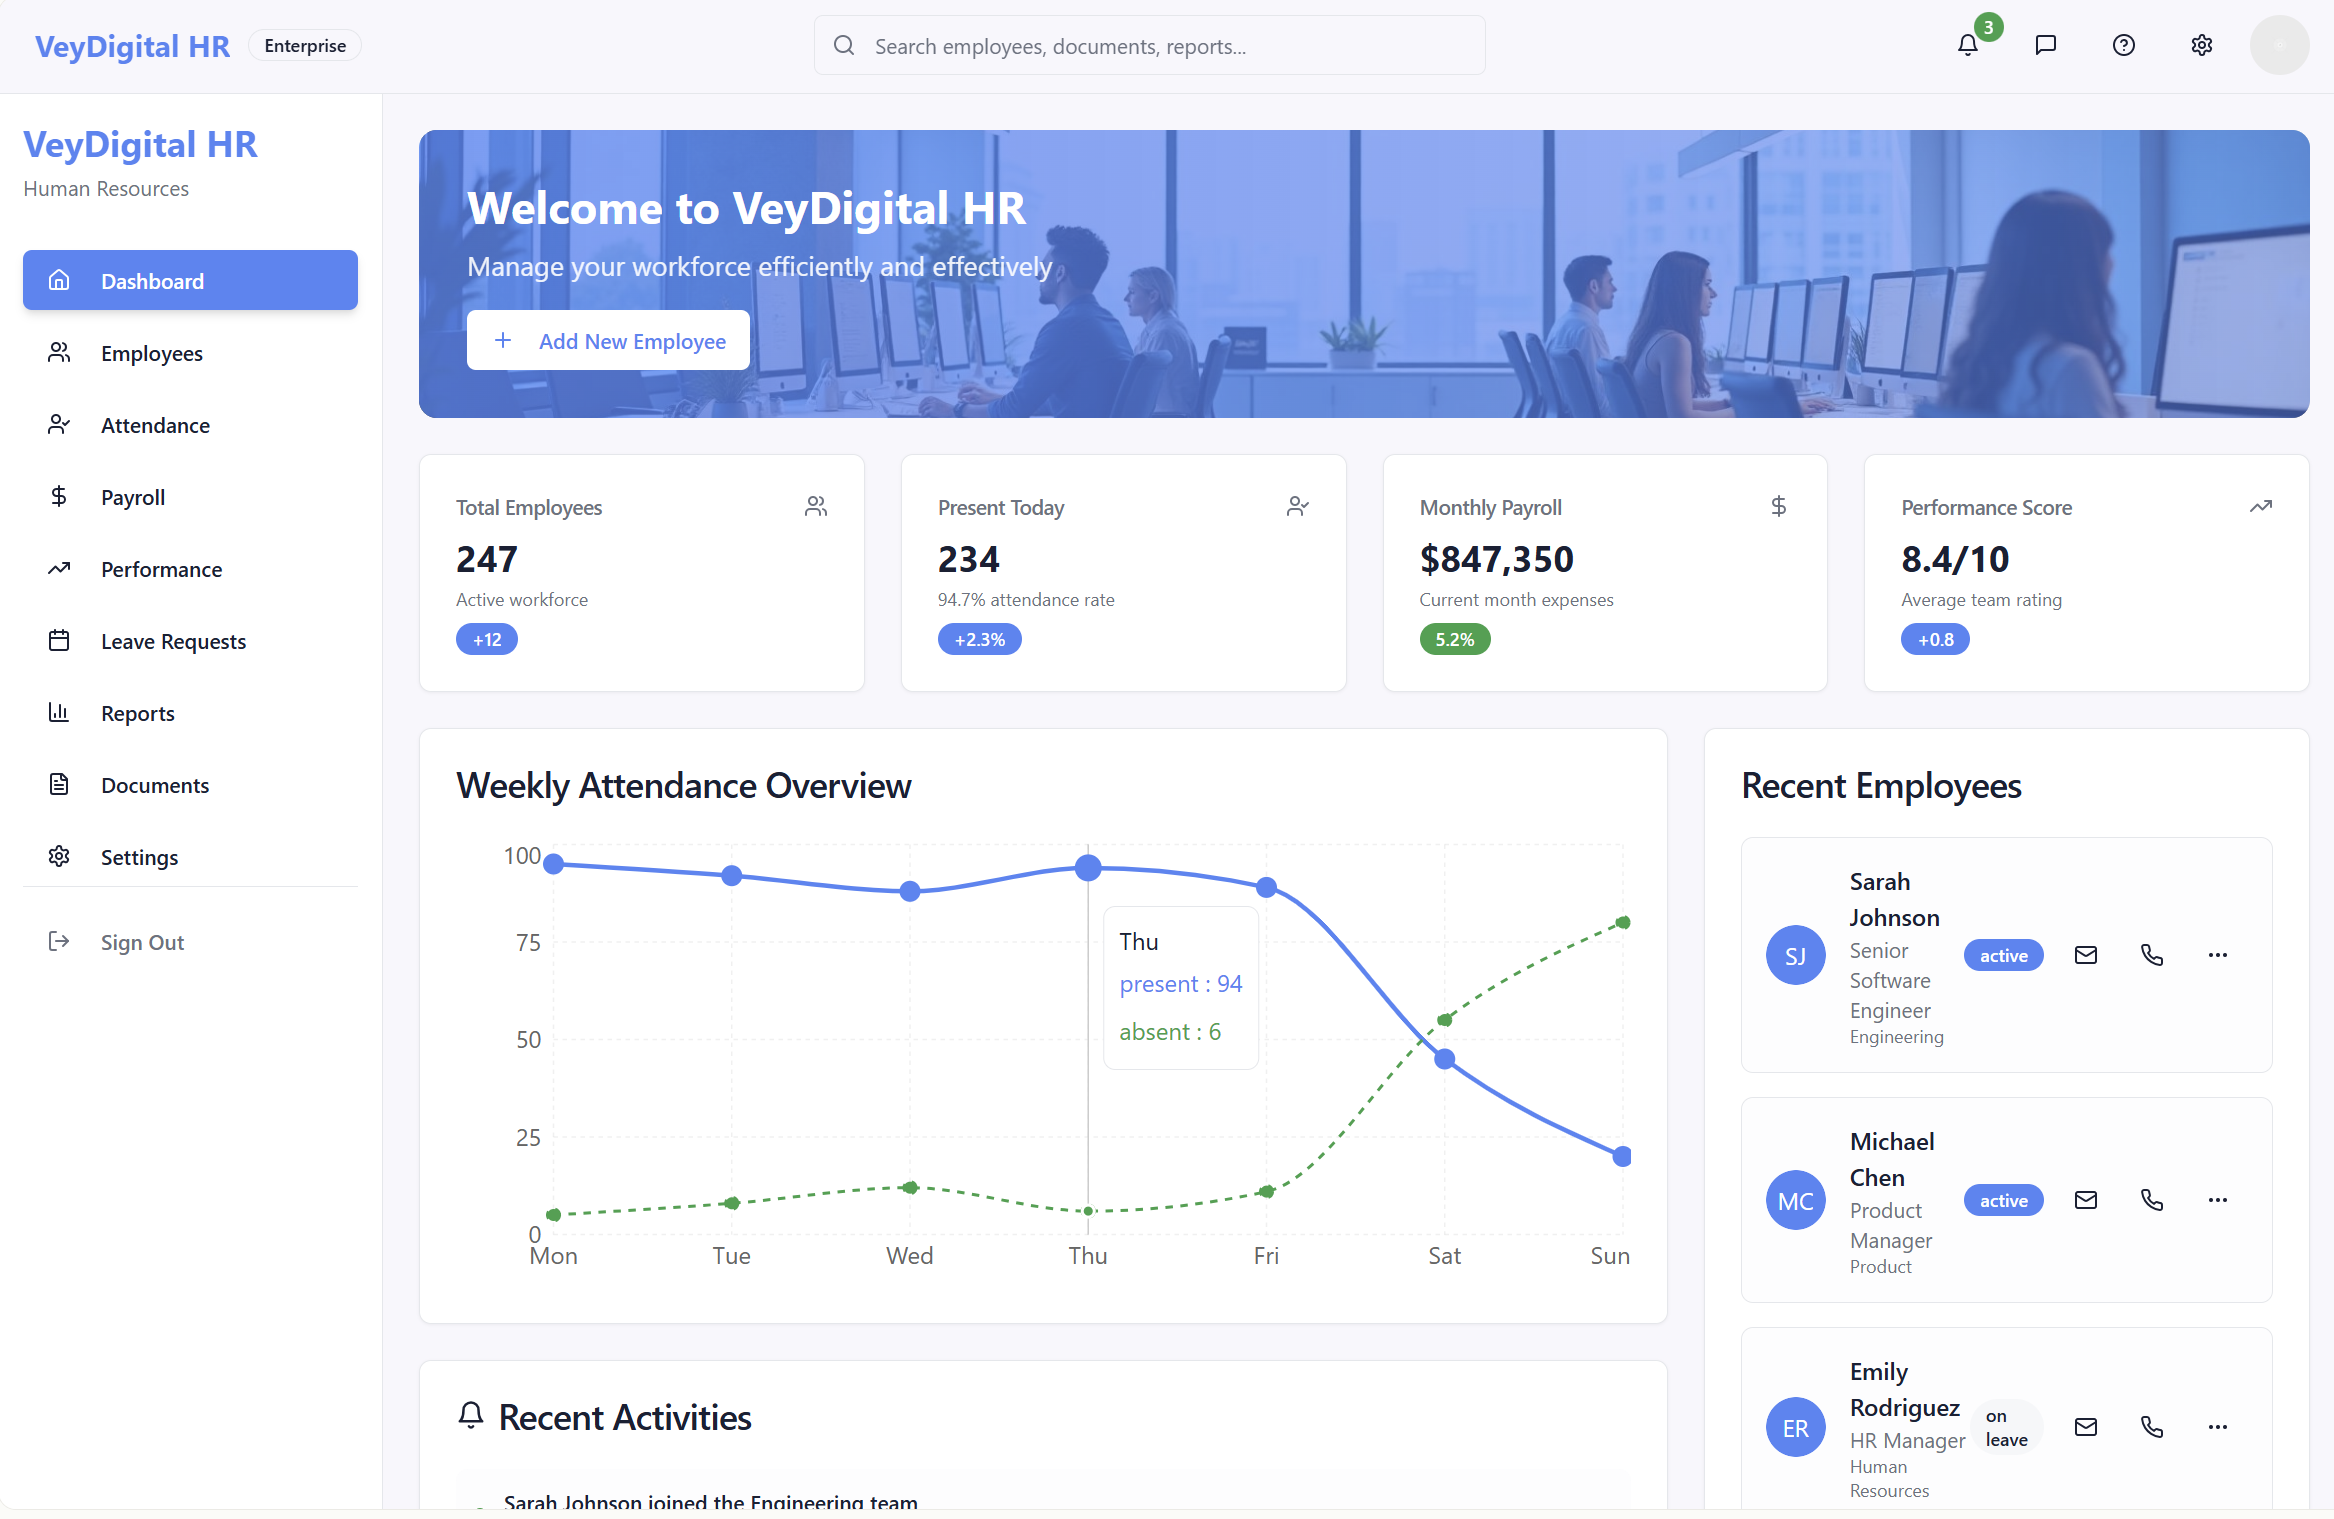 VeyDigital HR
Enterprise
Search employees, documents, reports...
3
VeyDigital HR
Human Resources
Dashboard
Employees
Attendance
Payroll
Performance
Leave Requests
Reports
Documents
Settings
Sign Out
Welcome to VeyDigital HR
Manage your workforce efficiently and effectively
Add New Employee
Total Employees
247
Active workforce
+12
Present Today
234
94.7% attendance rate
+2.3%
Monthly Payroll
$847,350
Current month expenses
5.2%
Performance Score
8.4/10
Average team rating
+0.8
Weekly Attendance Overview
100
75
50
25
0
Mon
Tue
Wed
Thu
Fri
Sat
Sun
Thu
present : 94
absent : 6
Recent Activities
Sarah Johnson joined the Engineering team
Recent Employees
SJ
Sarah
Johnson
Senior
Software
Engineer
Engineering
active
MC
Michael
Chen
Product
Manager
Product
active
ER
Emily
Rodriguez
HR Manager
Human
Resources
on
leave